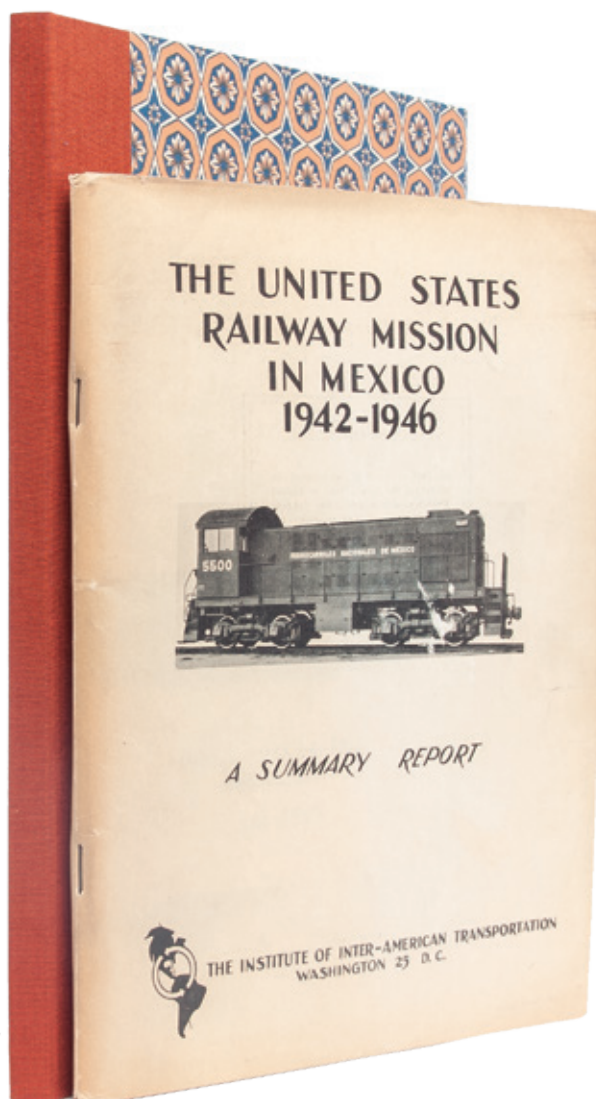 THE UNITED STATES
RAILWAY MISSION
IN MEXICO
1942-1946
5500
FERROCARRILES NACIONALES DE MEXICO
A SUMMARY REPORT
THE INSTITUTE OF INTER-AMERICAN TRANSPORTATION
WASHINGTON 25 D.C.